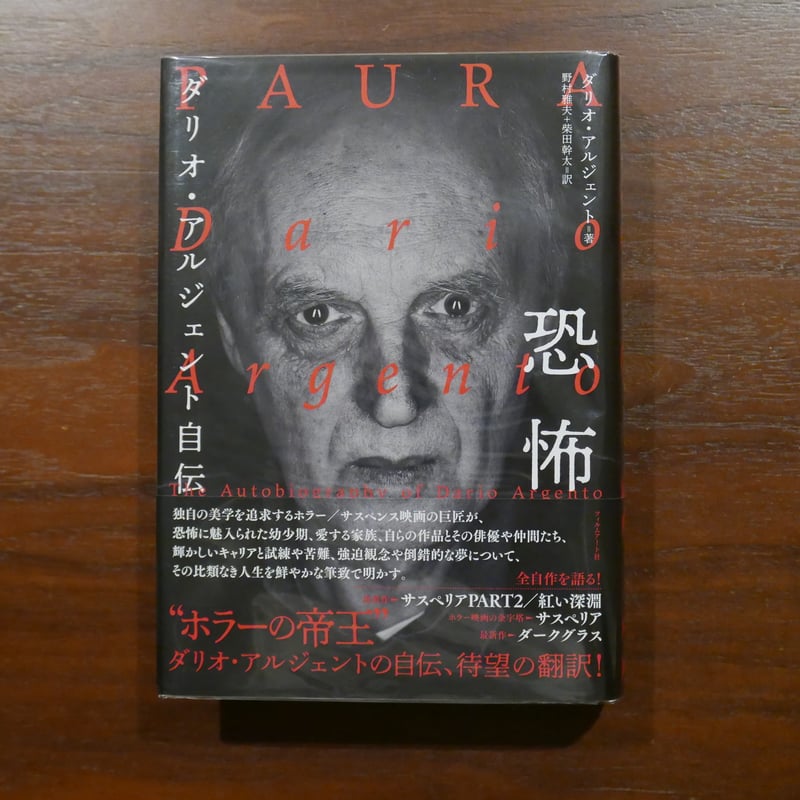 PAURA
Dario
Argento
ダリオ・アルジェント自伝
恐怖
ダリオ・アルジェント=著
野村雅夫+柴田幹太=訳
The Autobiography of Dario Argento
フィルムアート社
独自の美学を追求するホラー/サスペンス映画の巨匠が、
恐怖に魅入られた幼少期、愛する家族、自らの作品とその俳優や仲間たち、
輝かしいキャリアと試練や苦難、強迫観念や倒錯的な夢について、
その比類なき人生を鮮やかな筆致で明かす。
全自作を語る!
サスペリアPART2/紅い深淵
ホラー映画の金字塔 サスペリア
最新作 ダークグラス
“ホラーの帝王
ダリオ・アルジェントの自伝、待望の翻訳!